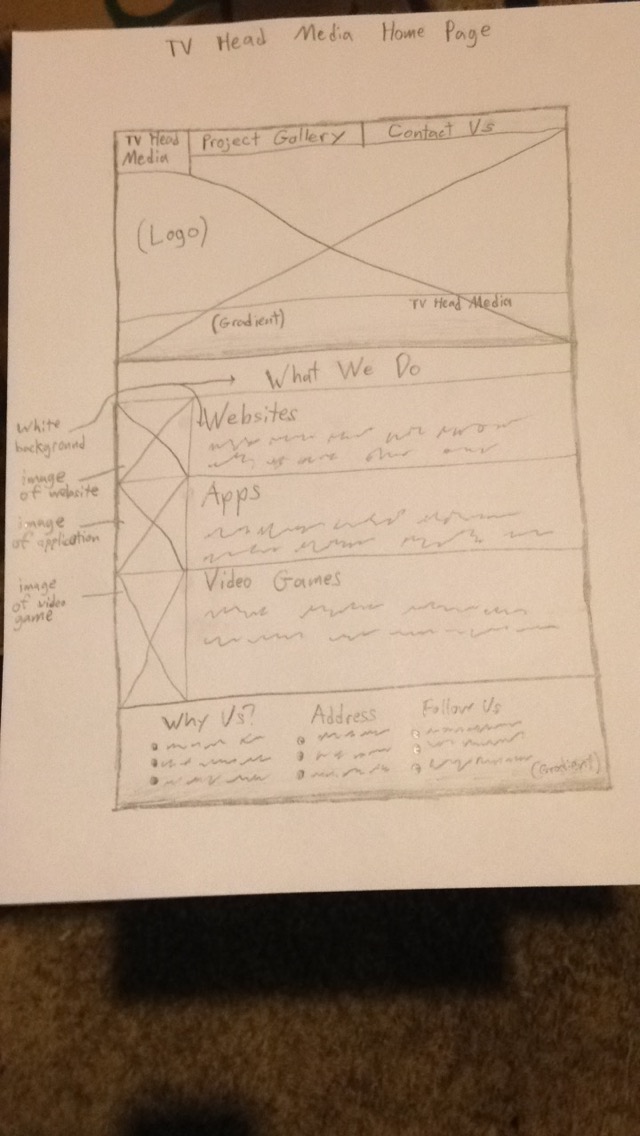 TV Head Media Home Page
TV Head
Media
Project Gallery
Contact Us
(Logo)
TV Head Media
(Gradient)
What We Do
white
background
Websites
image
of website
Apps
image
of application
Video Games
image
of video
game
Why Us?
Address
Follow Us
(Gradient)